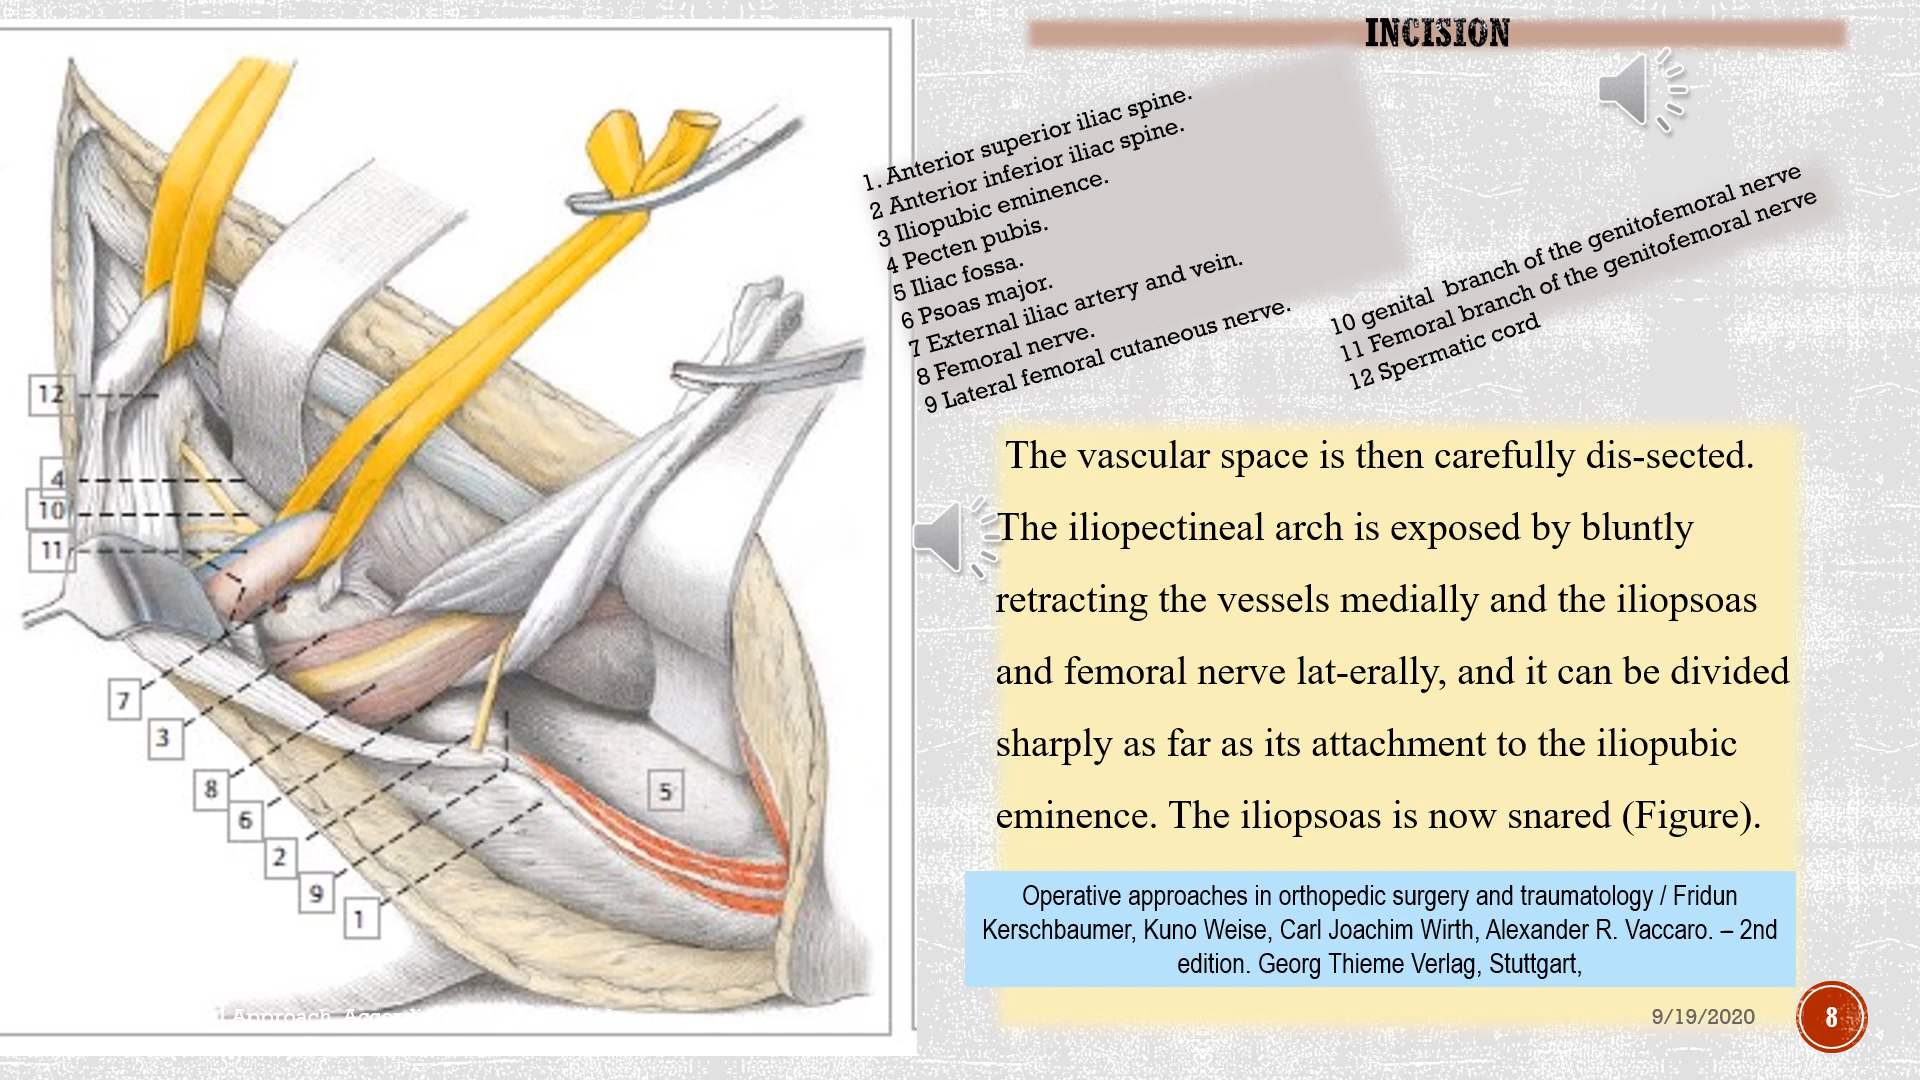 INCISION
1. Anterior superior iliac spine.
2 Anterior inferior iliac spine.
3 Iliopubic eminence.
4 Pecten pubis.
5 Iliac fossa.
6 Psoas major.
7 External iliac artery and vein.
8 Femoral nerve.
9 Lateral femoral cutaneous nerve.
10 genital branch of the genitofemoral nerve
11 Femoral branch of the genitofemoral nerve
12 Spermatic cord
12
4
10
11
7
3
8
6
2
9
1
5
The vascular space is then carefully dis-sected.
The iliopectineal arch is exposed by bluntly
retracting the vessels medially and the iliopsoas
and femoral nerve lat-erally, and it can be divided
sharply as far as its attachment to the iliopubic
eminence. The iliopsoas is now snared (Figure).
Operative approaches in orthopedic surgery and traumatology / Fridun
Kerschbaumer, Kuno Weise, Carl Joachim Wirth, Alexander R. Vaccaro. – 2nd
edition. Georg Thieme Verlag, Stuttgart,
Approach
9/19/2020
8